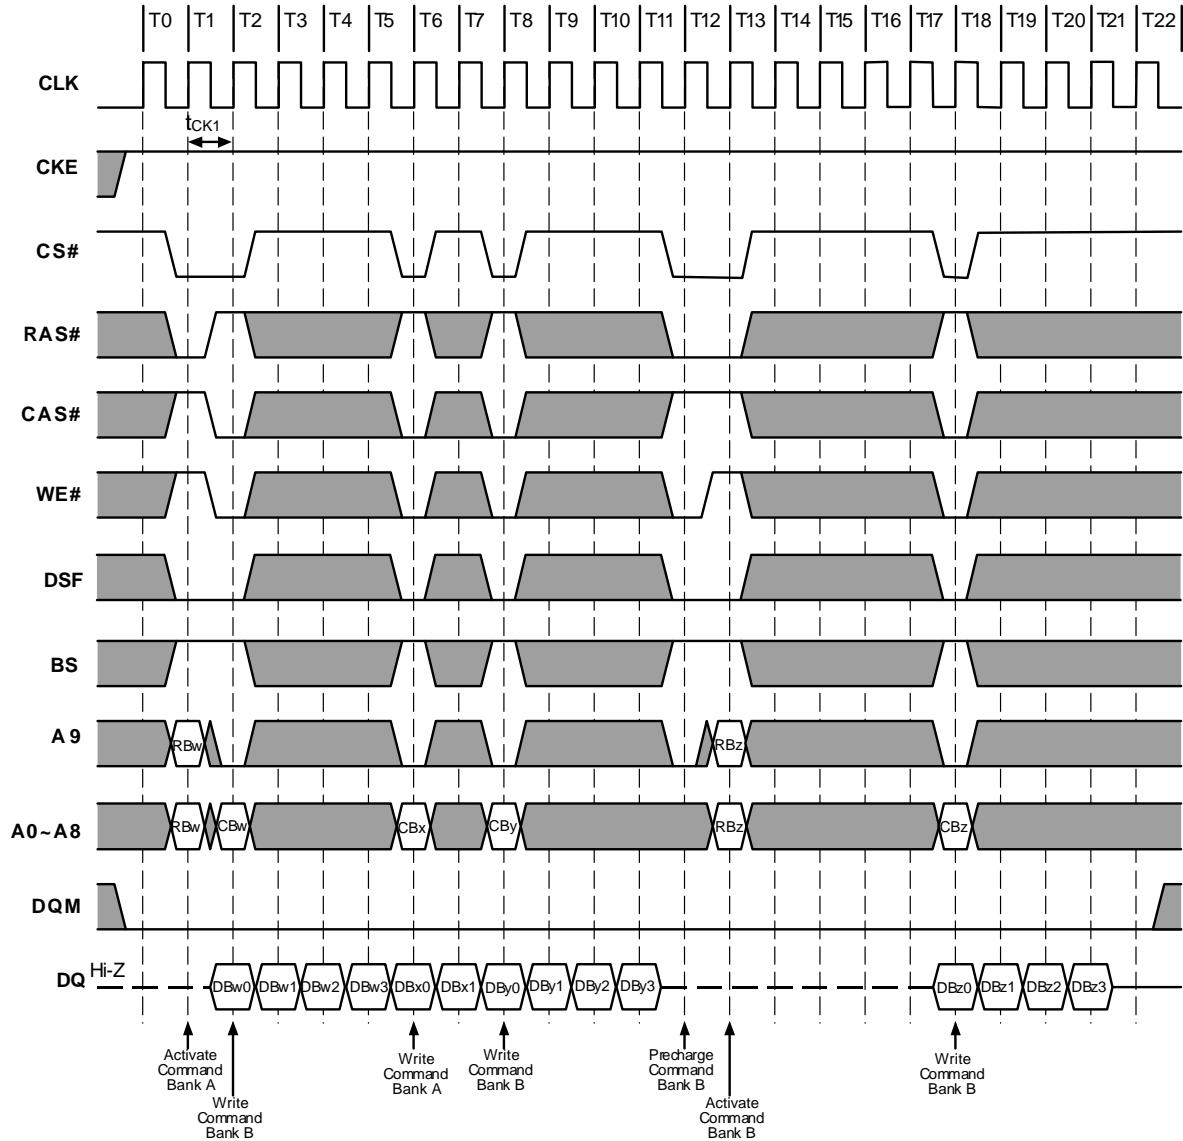 T0 T1 T2 T3 T4 T5 T6 T7 T8 T9 T10 T11 T12 T13 T14 T15 T16 T17 T18 T19 T20 T21 T22
CLK
tCK1
CKE
CS#
RAS#
CAS#
WE#
DSF
BS
A9
RBw RBz
A0~A8
RBw CBw CBx CBy RBz CBz
DQM
DQ Hi-Z
DBw0 DBw1 DBw2 DBw3 DBx0 DBx1 DBy0 DBy1 DBy2 DBy3 DBz0 DBz1 DBz2 DBz3
Activate
Command
Bank A
Write
Command
Bank B
Write
Command
Bank A
Write
Command
Bank B
Precharge
Command
Bank B
Activate
Command
Bank B
Write
Command
Bank B